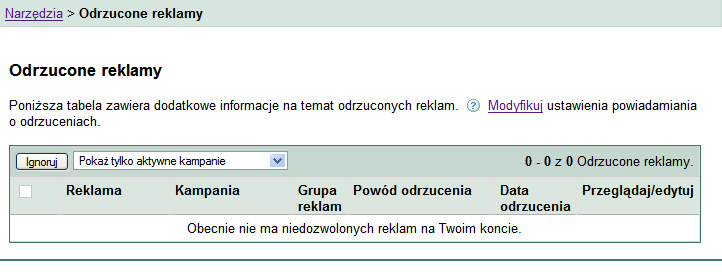 Narzędzia > Odrzucone reklamy
Odrzucone reklamy
Poniższa tabela zawiera dodatkowe informacje na temat odrzuconych reklam. ? Modyfikuj ustawienia powiadamiania
o odrzuceniach.
Ignoruj Pokaż tylko aktywne kampanie 0 - 0 z 0 Odrzucone reklamy.
Reklama Kampania Grupa reklam Powód odrzucenia Data odrzucenia Przeglądaj/edytuj
Obecnie nie ma niedozwolonych reklam na Twoim koncie.